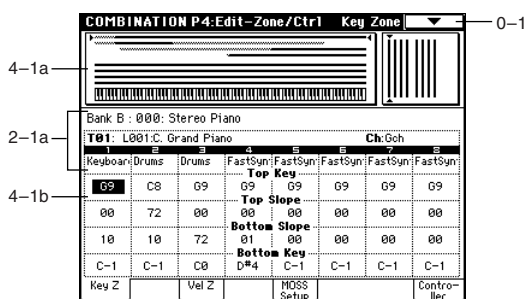 COMBINATION P4:Edit-Zone/Ctrl Key Zone
0–1
4–1a
Bank B : 000: Stereo Piano
2–1a
T01: L001:C. Grand Piano Ch:Gch
1 2 3 4 5 6 7 8
Keyboar Drums Drums FastSyn FastSyn FastSyn FastSyn FastSyn
Top Key
4–1b
G9 C8 G9 G9 G9 G9 G9 G9
Top Slope
00 72 00 00 00 00 00 00
Bottom Slope
10 10 72 01 00 00 00 00
Bottom Key
C-1 C-1 C0 D#4 C-1 C-1 C-1 C-1
Key Z Vel Z MOSS Setup Contro-ller